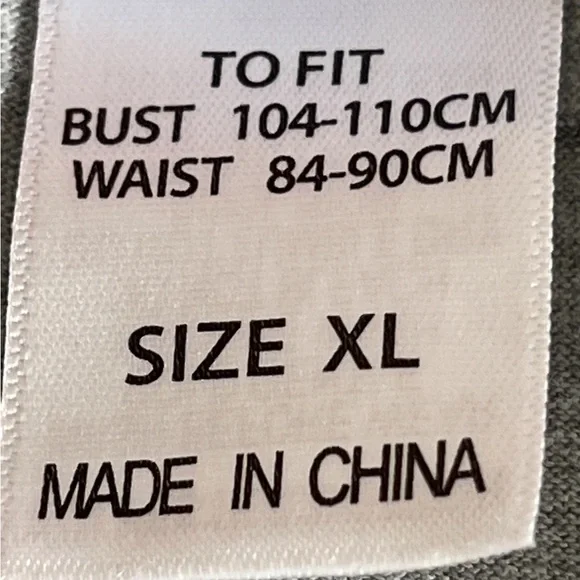 TO FIT
BUST 104-110CM
WAIST 84-90CM
SIZE XL
MADE IN CHINA